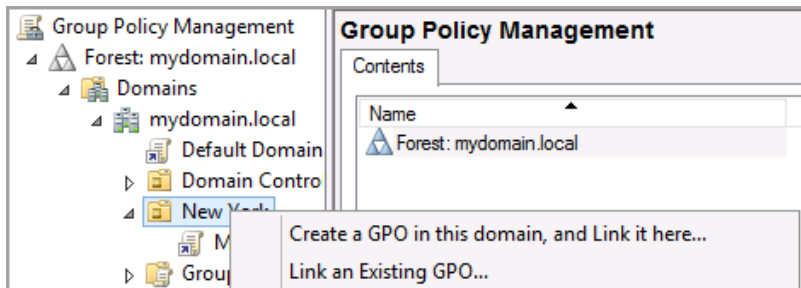 Group Policy Management
Forest: mydomain.local
Domains
mydomain.local
Default Domain
Domain Contro
New York
M
Group
Group Policy Management
Contents
Name
Forest: mydomain.local
Create a GPO in this domain, and Link it here...
Link an Existing GPO...